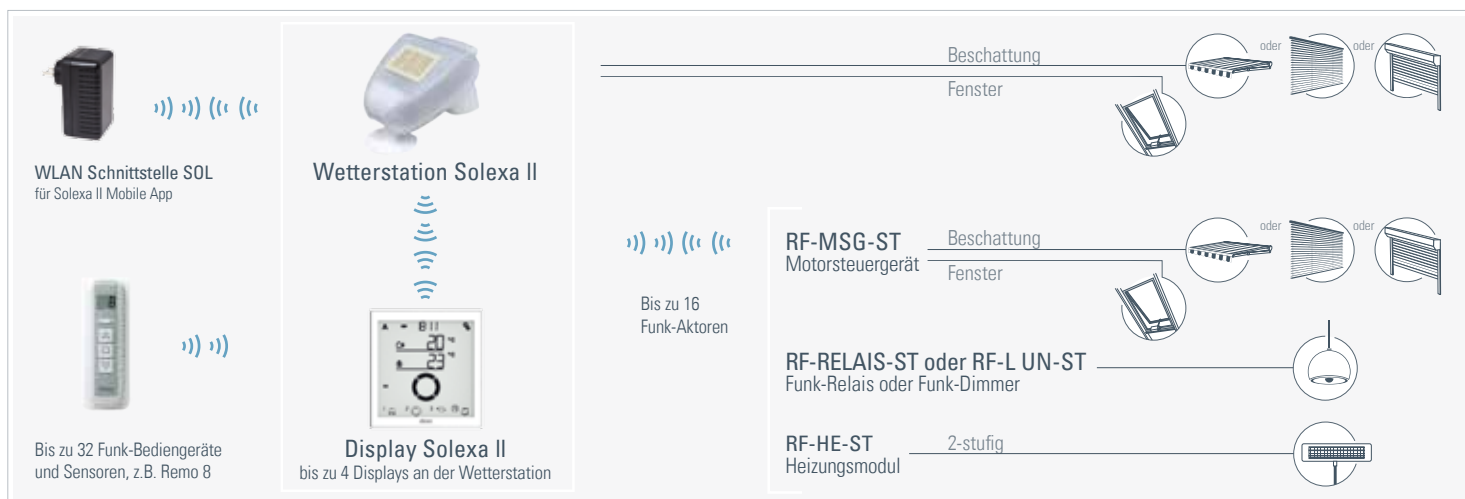 WLAN Schnittstelle SOL
für Solexa II Mobile App
Bis zu 32 Funk-Bediengeräte
und Sensoren, z.B. Remo 8
Wetterstation Solexa II
Display Solexa II
bis zu 4 Displays an der Wetterstation
Beschattung
Fenster
oder
oder
Bis zu 16
Funk-Aktoren
RF-MSG-ST
Motorsteuergerät
Beschattung
Fenster
oder
oder
RF-RELAIS-ST oder RF-L UN-ST
Funk-Relais oder Funk-Dimmer
RF-HE-ST
Heizungsmodul
2-stufig